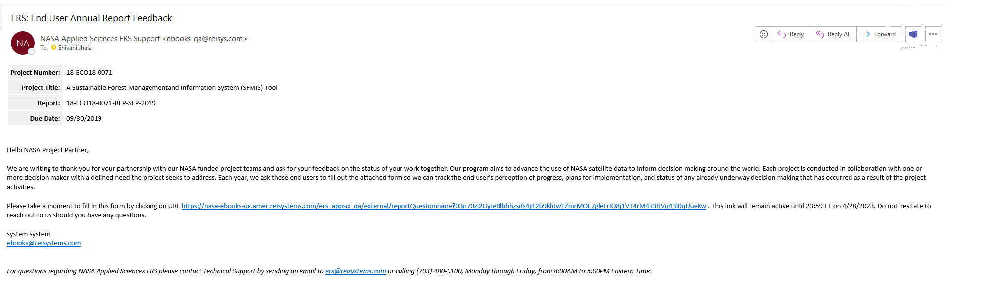 ERS: End User Annual Report Feedback
NA
NASA Applied Sciences ERS Support <ebooks-qa@reisys.com>
To Shivani Jhala
Reply Reply All Forward
Project Number: 18-ECO18-0071
Project Title: A Sustainable Forest Managementand Information System (SFMIS) Tool
Report: 18-ECO18-0071-REP-SEP-2019
Due Date: 09/30/2019
Hello NASA Project Partner,
We are writing to thank you for your partnership with our NASA funded project teams and ask for your feedback on the status of your work together. Our program aims to advance the use of NASA satellite data to inform decision making around the world. Each project is conducted in collaboration with one or
more decision maker with a defined need the project seeks to address. Each year, we ask these end users to fill out the attached form so we can track the end user's perception of progress, plans for implementation, and status of any already underway decision making that has occurred as a result of the project
activities.
Please take a moment to fill in this form by clicking on URL https://nasa-ebooks-qa.amer.reisystems.com/ers_appsci_qa/external/reportQuestionnaire?03n70zj2GyJe0lbhhzsds4jIt2b9khJw1ZmrMOE7gleFrIO8j1VT4rM4h3ItVq43l0qUueKw . This link will remain active until 23:59 ET on 4/28/2023. Do not hesitate to
reach out to us should you have any questions.
system system
ebooks@reisystems.com
For questions regarding NASA Applied Sciences ERS please contact Technical Support by sending an email to ers@reisystems.com or calling (703) 480-9100, Monday through Friday, from 8:00AM to 5:00PM Eastern Time.